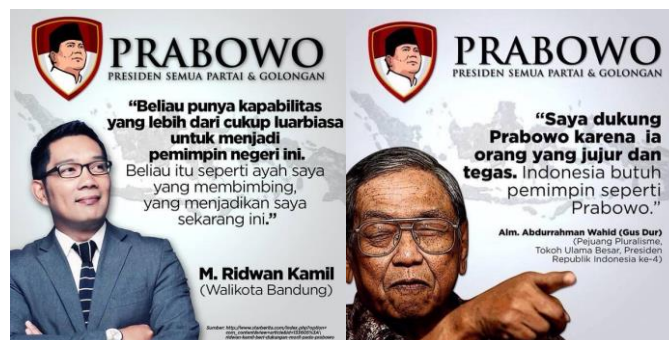 PRABOWO
PRESIDEN SEMUA PARTAI & GOLONGAN
“Beliau punya kapabilitas
yang lebih dari cukup luarbiasa
untuk menjadi
pemimpin negeri ini.
Beliau itu seperti ayah saya
yang membimbing,
yang menjadikan saya
sekarang ini.”
M. Ridwan Kamil
(Walikota Bandung)
PRABOWO
PRESIDEN SEMUA PARTAI & GOLONGAN
“Saya dukung
Prabowo karena ia
orang yang jujur dan
tegas. Indonesia butuh
pemimpin seperti
Prabowo.”
Alm. Abdurrahman Wahid (Gus Dur)
(Pejuang Pluralisme,
Tokoh Ulama Besar, Presiden
Republik Indonesia ke-4)